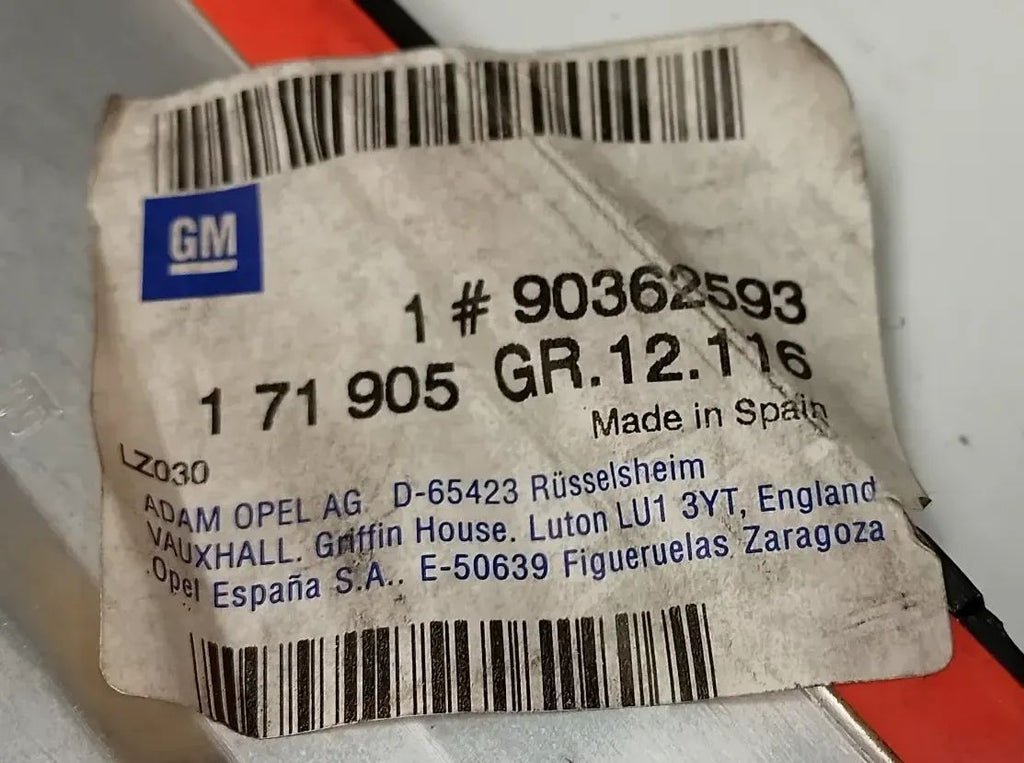 GM
1 # 90362593
1 71 905 GR.12.116
Made in Spain
LZ030
ADAM OPEL AG D-65423 Rüsselsheim
VAUXHALL. Griffin House. Luton LU1 3YT, England
Opel España S.A.. E-50639 Figueruelas Zaragoza